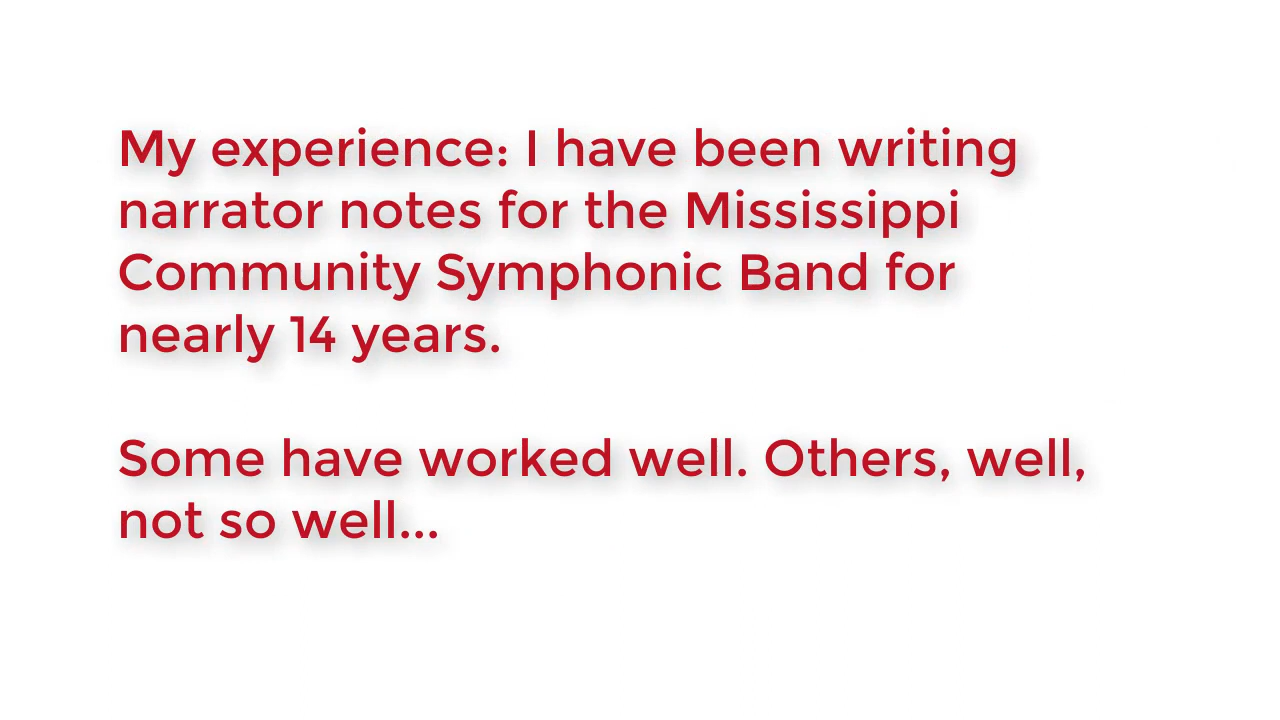 My experience: I have been writing
narrator notes for the Mississippi
Community Symphonic Band for
nearly 14 years.
Some have worked well. Others, well,
not so well...